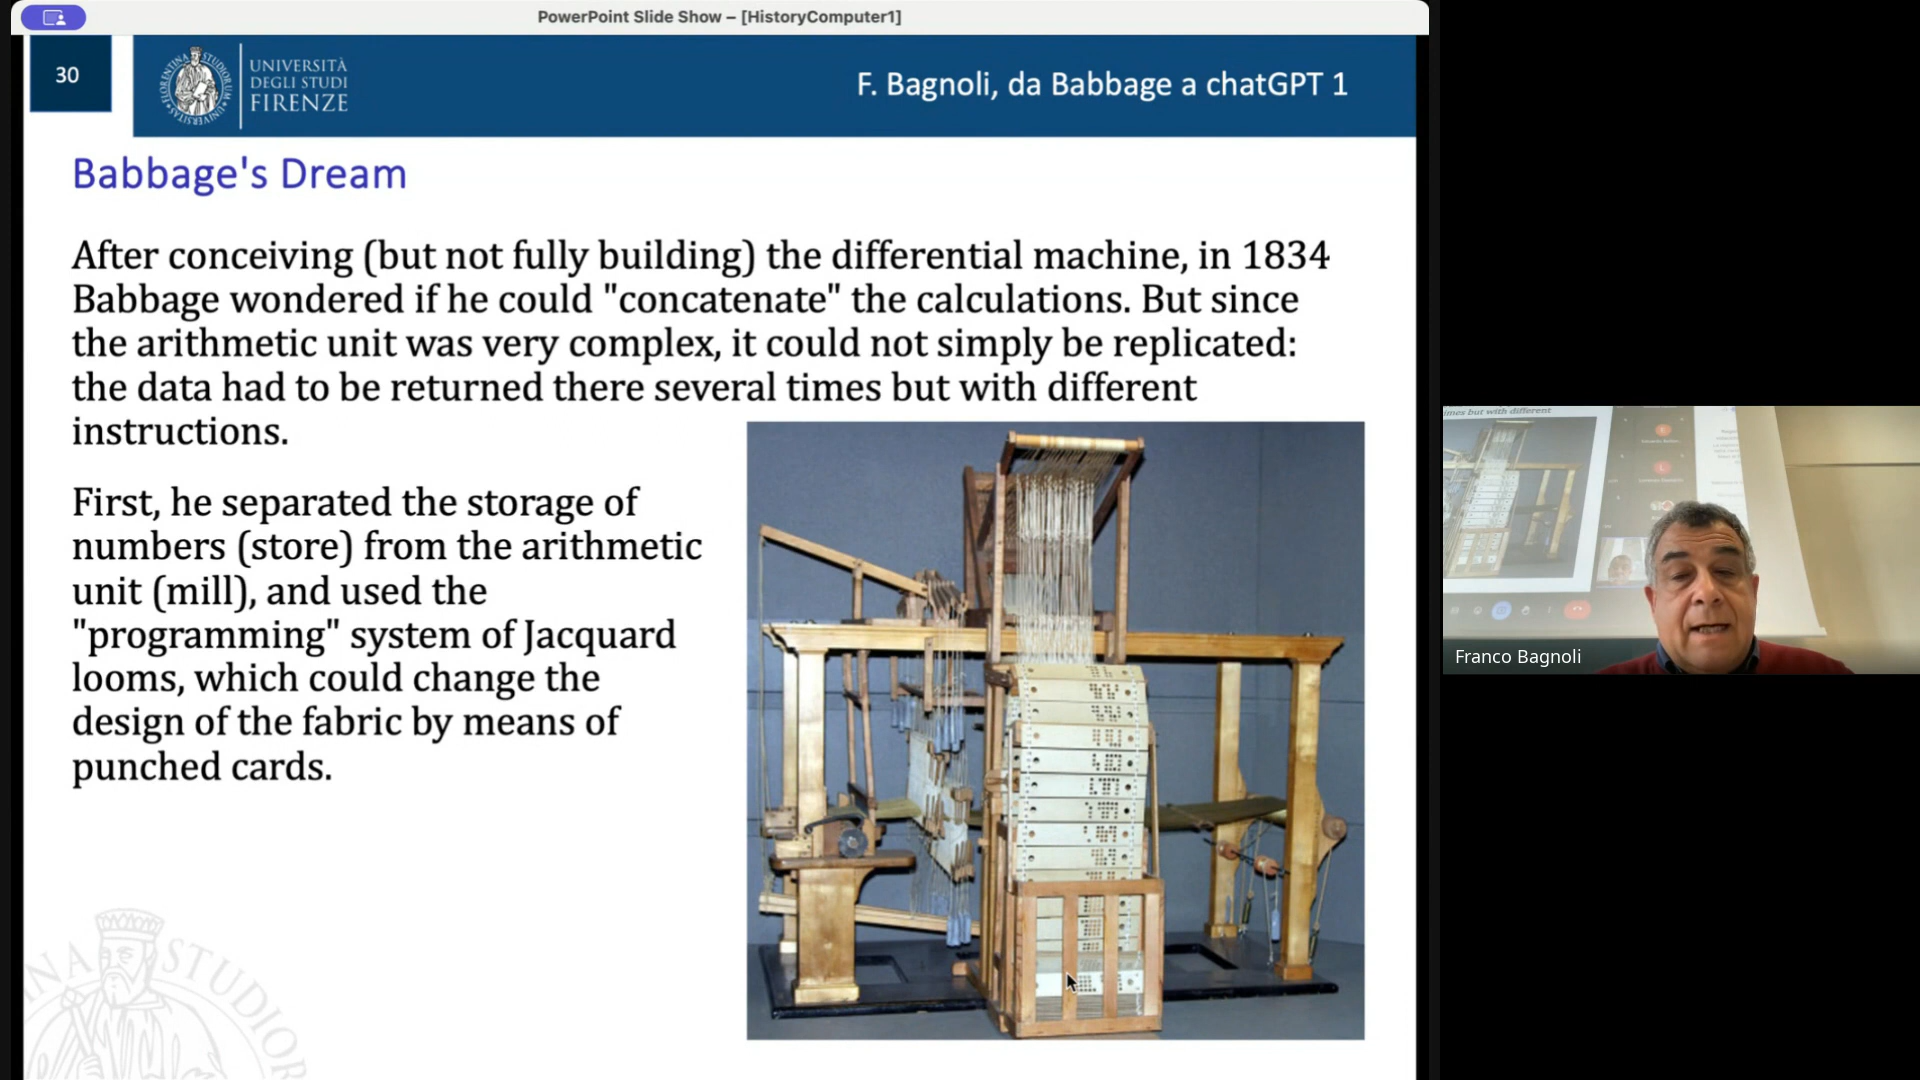 PowerPoint Slide Show – [HistoryComputer1]
30
UNIVERSITÀ
DEGLI STUDI
FIRENZE
F. Bagnoli, da Babbage a chatGPT 1
Babbage's Dream
After conceiving (but not fully building) the differential machine, in 1834
Babbage wondered if he could "concatenate" the calculations. But since
the arithmetic unit was very complex, it could not simply be replicated:
the data had to be returned there several times but with different
instructions.
First, he separated the storage of
numbers (store) from the arithmetic
unit (mill), and used the
"programming" system of Jacquard
looms, which could change the
design of the fabric by means of
punched cards.
STUDIOR
times but with different
Franco Bagnoli